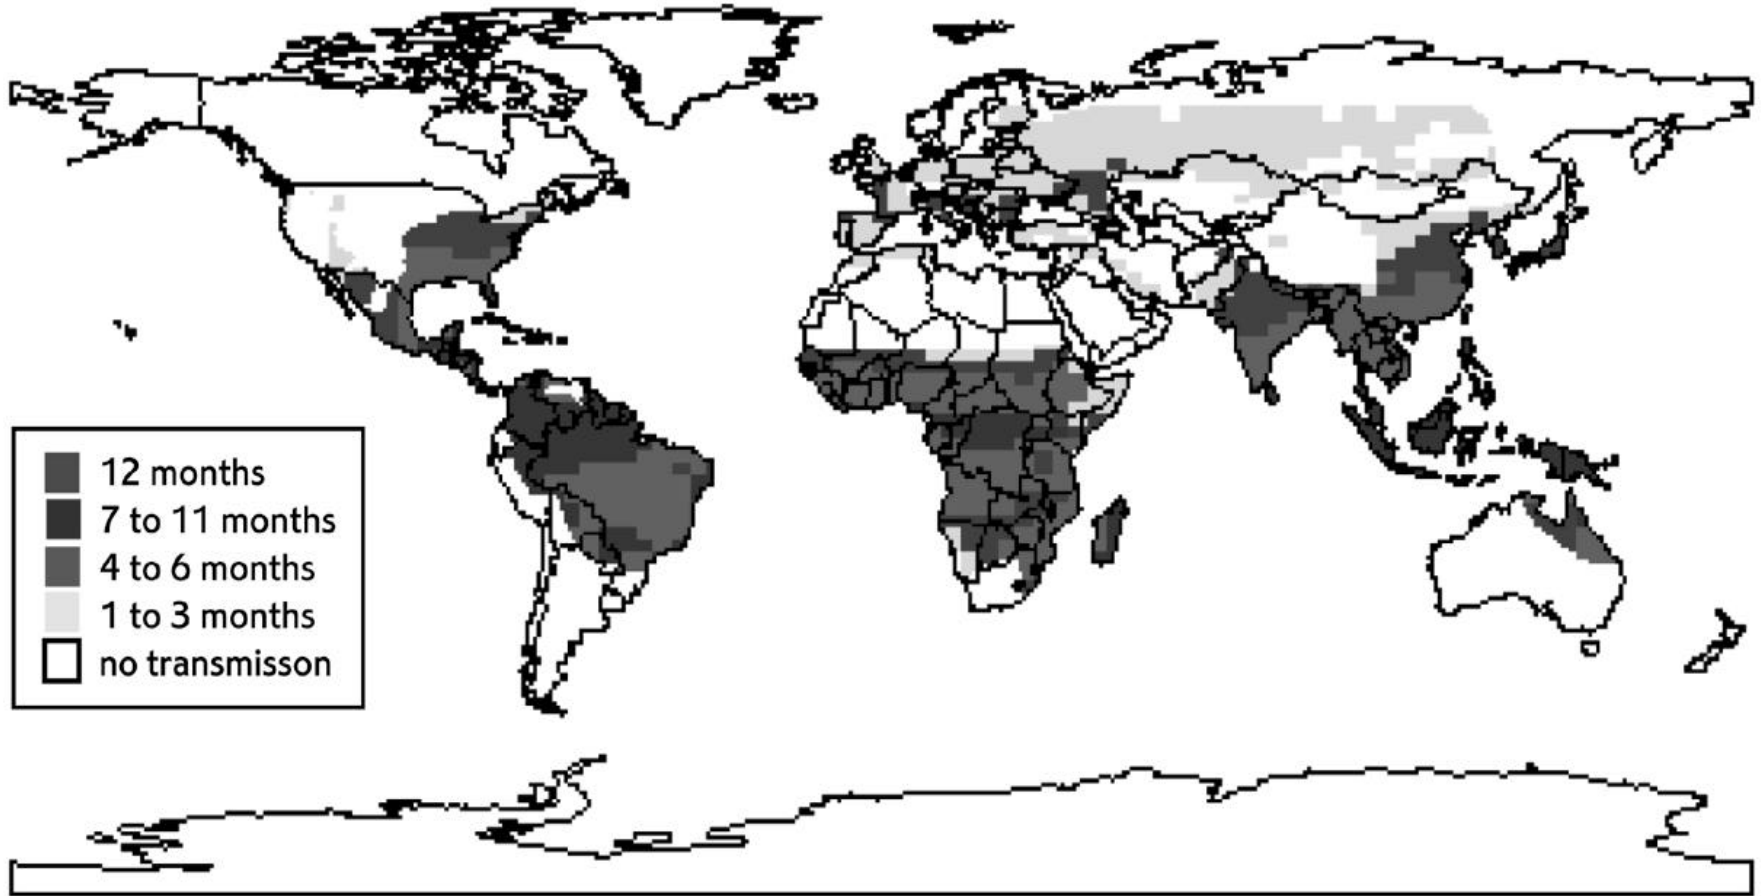 12 months
7 to 11 months
4 to 6 months
1 to 3 months
no transmisson